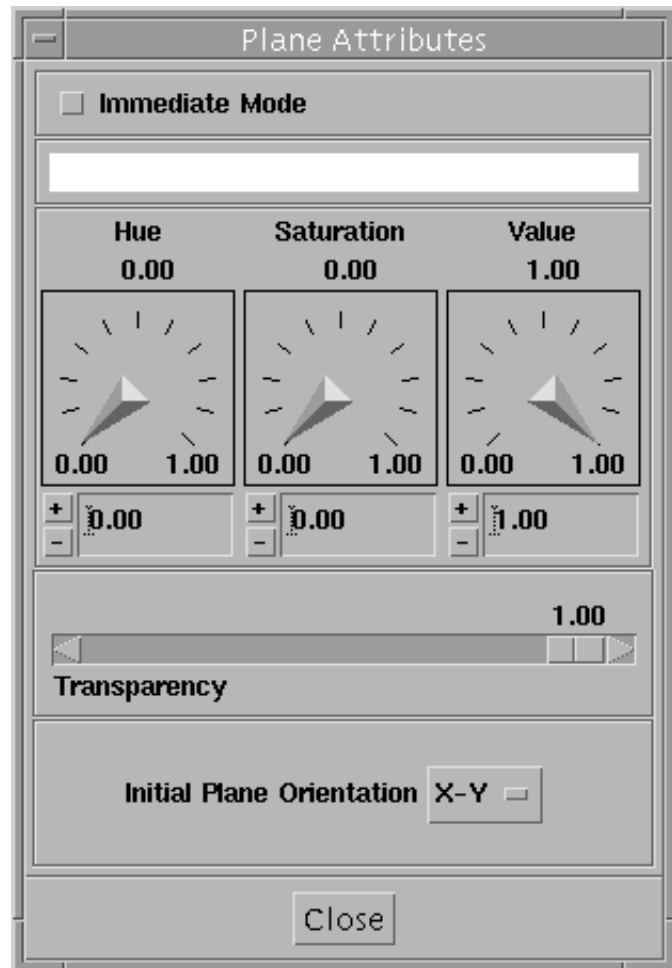 Plane Attributes
Immediate Mode
Hue Saturation Value
0.00 0.00 1.00
0.00 1.00 0.00 1.00 0.00 1.00
+ 0.00 + 0.00 + 1.00
- - -
1.00
Transparency
Initial Plane Orientation X-Y
Close